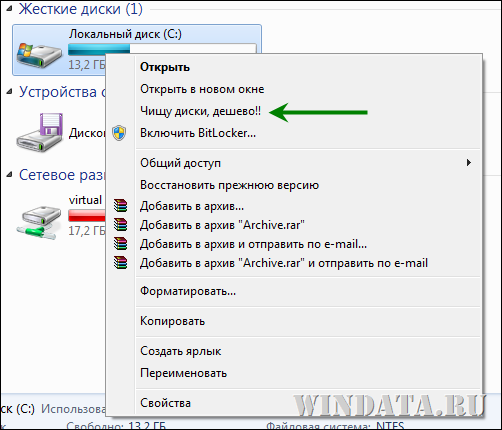 Жесткие диски (1)
Локальный диск (C:)
13,2 ГБ
Устройства с
Диско
Сетевое раз
virtual
17,2 ГБ
Открыть
Открыть в новом окне
Чищу диски, дешево!!
Включить BitLocker...
Общий доступ
Восстановить прежнюю версию
Добавить в архив...
Добавить в архив "Archive.rar"
Добавить в архив и отправить по e-mail...
Добавить в архив "Archive.rar" и отправить по e-mail
Форматировать...
Копировать
Создать ярлык
Переименовать
Свойства
ск (C:) Использова
Свободно: 13,2 ГБ Файловая система: NTFS
WINDATA.RU